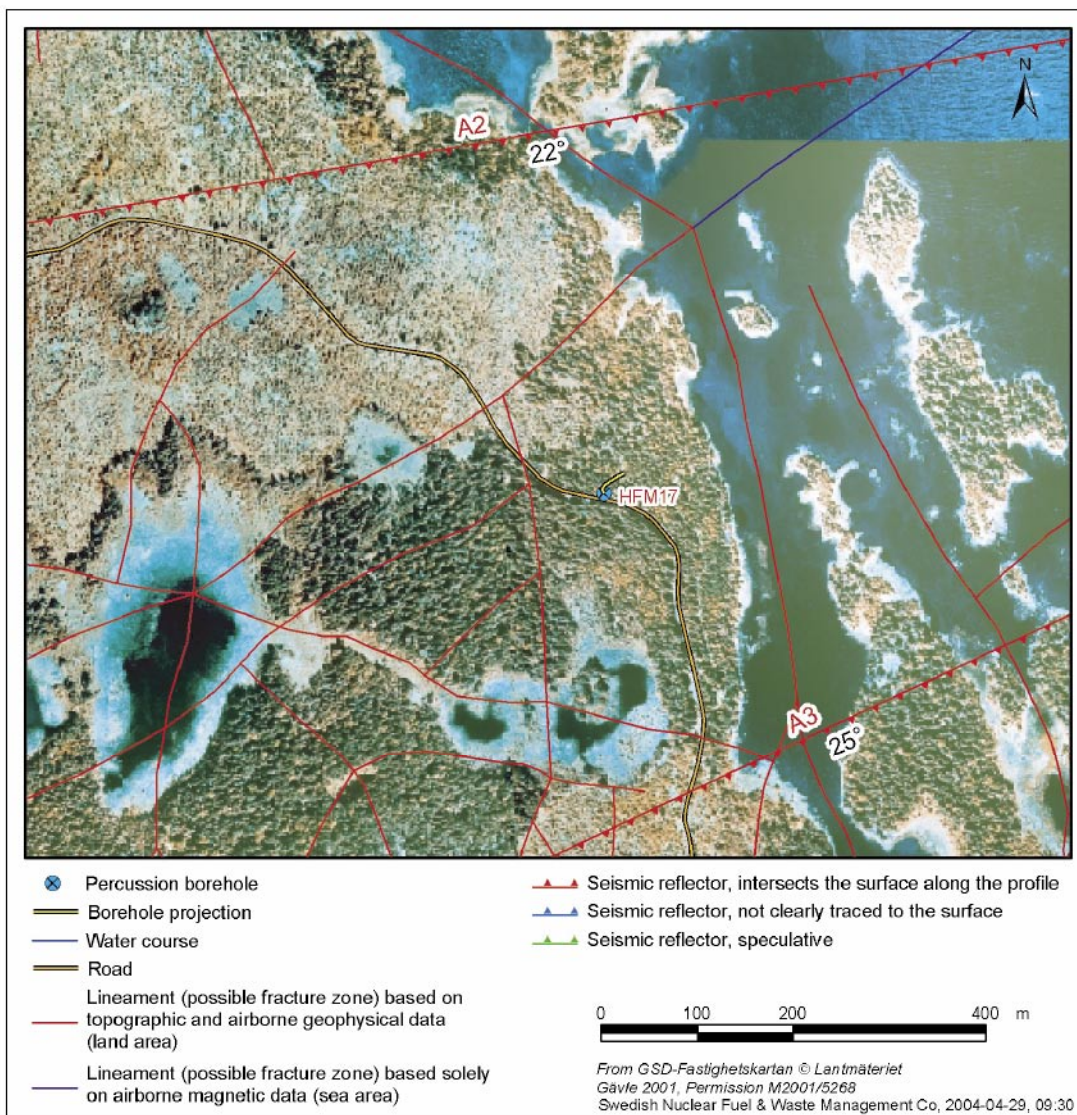 N
A2
22°
HFM17
A3
25°
Percussion borehole
Borehole projection
Water course
Road
Lineament (possible fracture zone) based on
topographic and airborne geophysical data
(land area)
Lineament (possible fracture zone) based solely
on airborne magnetic data (sea area)
Seismic reflector, intersects the surface along the profile
Seismic reflector, not clearly traced to the surface
Seismic reflector, speculative
0 100 200 400 m
From GSD-Fastighetskartan © Lantmäteriet
Gävle 2001, Permission M2001/5268
Swedish Nuclear Fuel & Waste Management Co, 2004-04-29, 09:30